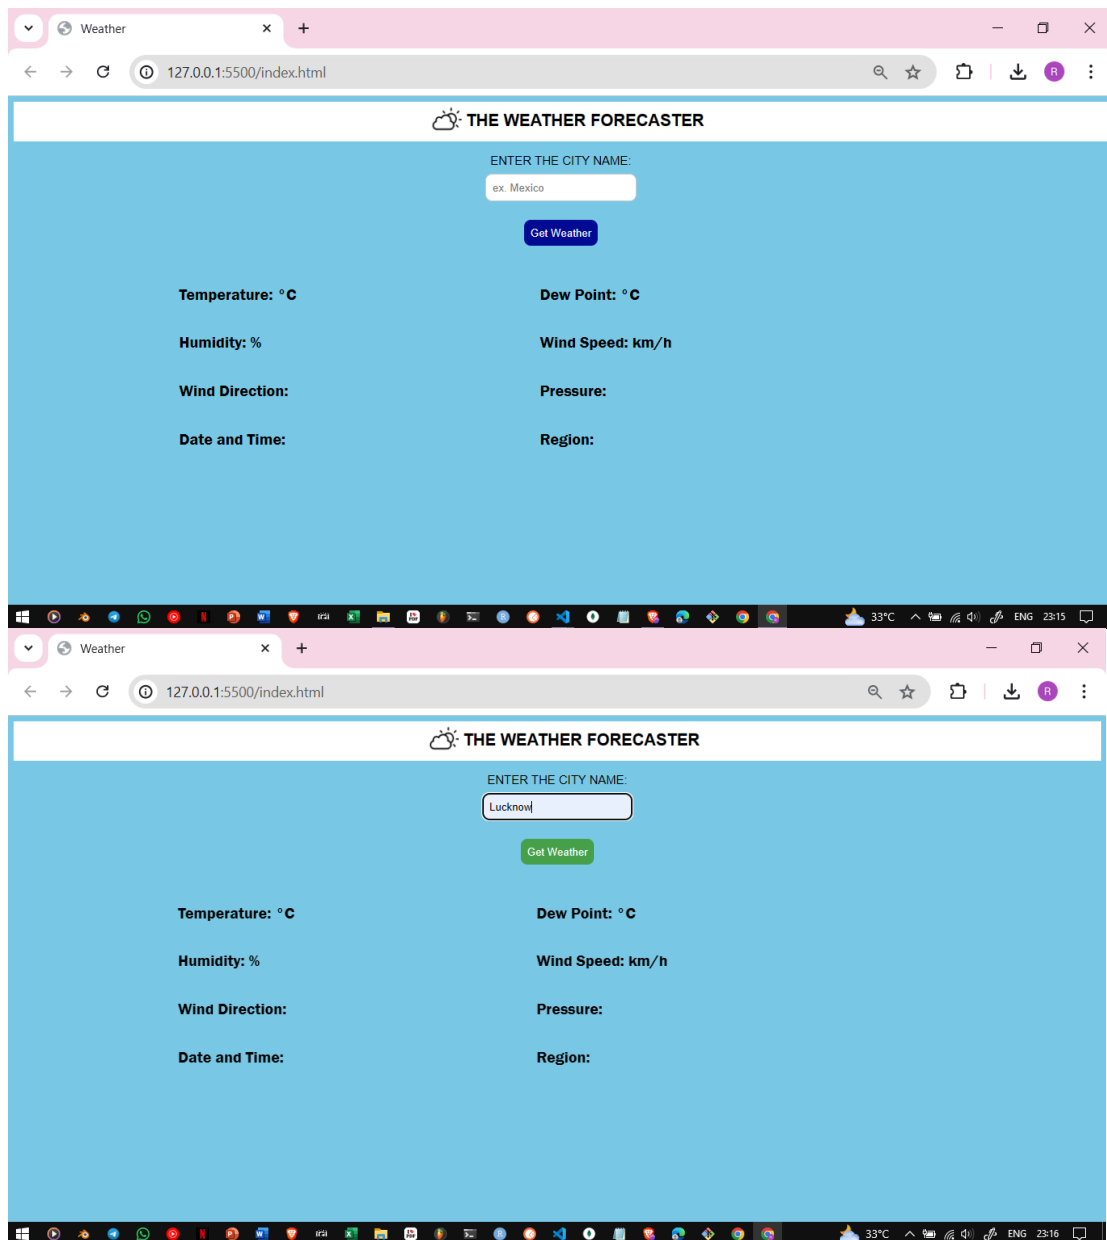 Weather
127.0.0.1:5500/index.html
R
THE WEATHER FORECASTER
ENTER THE CITY NAME:
ex. Mexico
Get Weather
Temperature: °C Dew Point: °C
Humidity: % Wind Speed: km/h
Wind Direction: Pressure:
Date and Time: Region:
33°C ENG 23:15
Weather
127.0.0.1:5500/index.html
R
THE WEATHER FORECASTER
ENTER THE CITY NAME:
Lucknow
Get Weather
Temperature: °C Dew Point: °C
Humidity: % Wind Speed: km/h
Wind Direction: Pressure:
Date and Time: Region:
33°C ENG 23:16